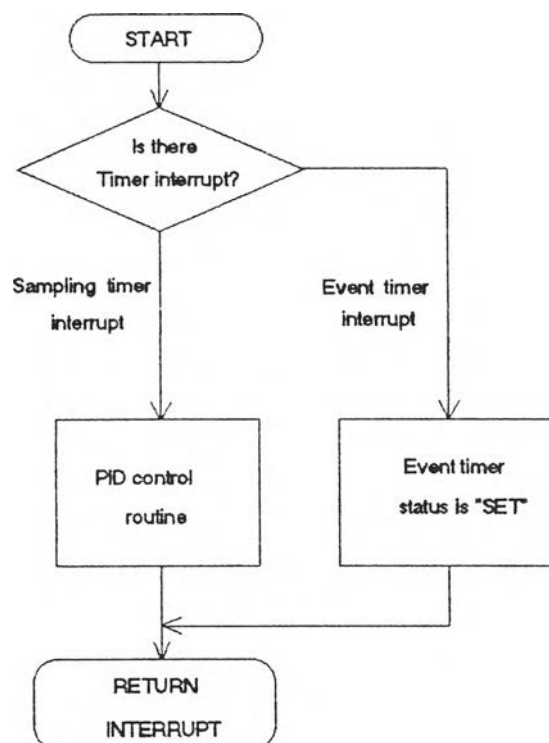 START
Is there
Timer interrupt?
Sampling timer
interrupt
Event timer
interrupt
PID control
routine
Event timer
status is "SET"
RETURN
INTERRUPT